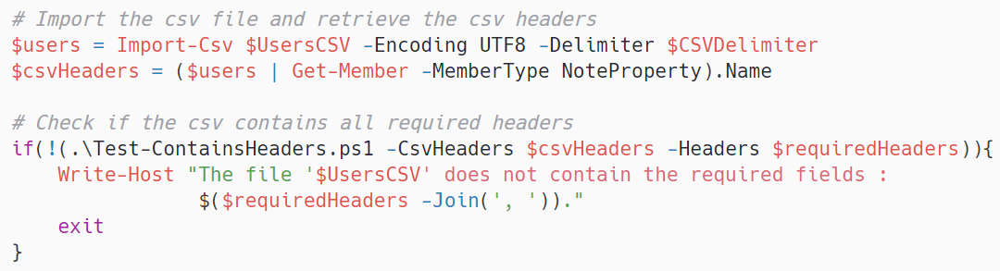 # Import the csv file and retrieve the csv headers
$users = Import-Csv $UsersCSV -Encoding UTF8 -Delimiter $CSVDelimiter
$csvHeaders = ($users | Get-Member -MemberType NoteProperty).Name

# Check if the csv contains all required headers
if(!(.\Test-ContainsHeaders.ps1 -CsvHeaders $csvHeaders -Headers $requiredHeaders)){
    Write-Host "The file '$UsersCSV' does not contain the required fields :
                $($requiredHeaders -Join(', '))."
    exit
}